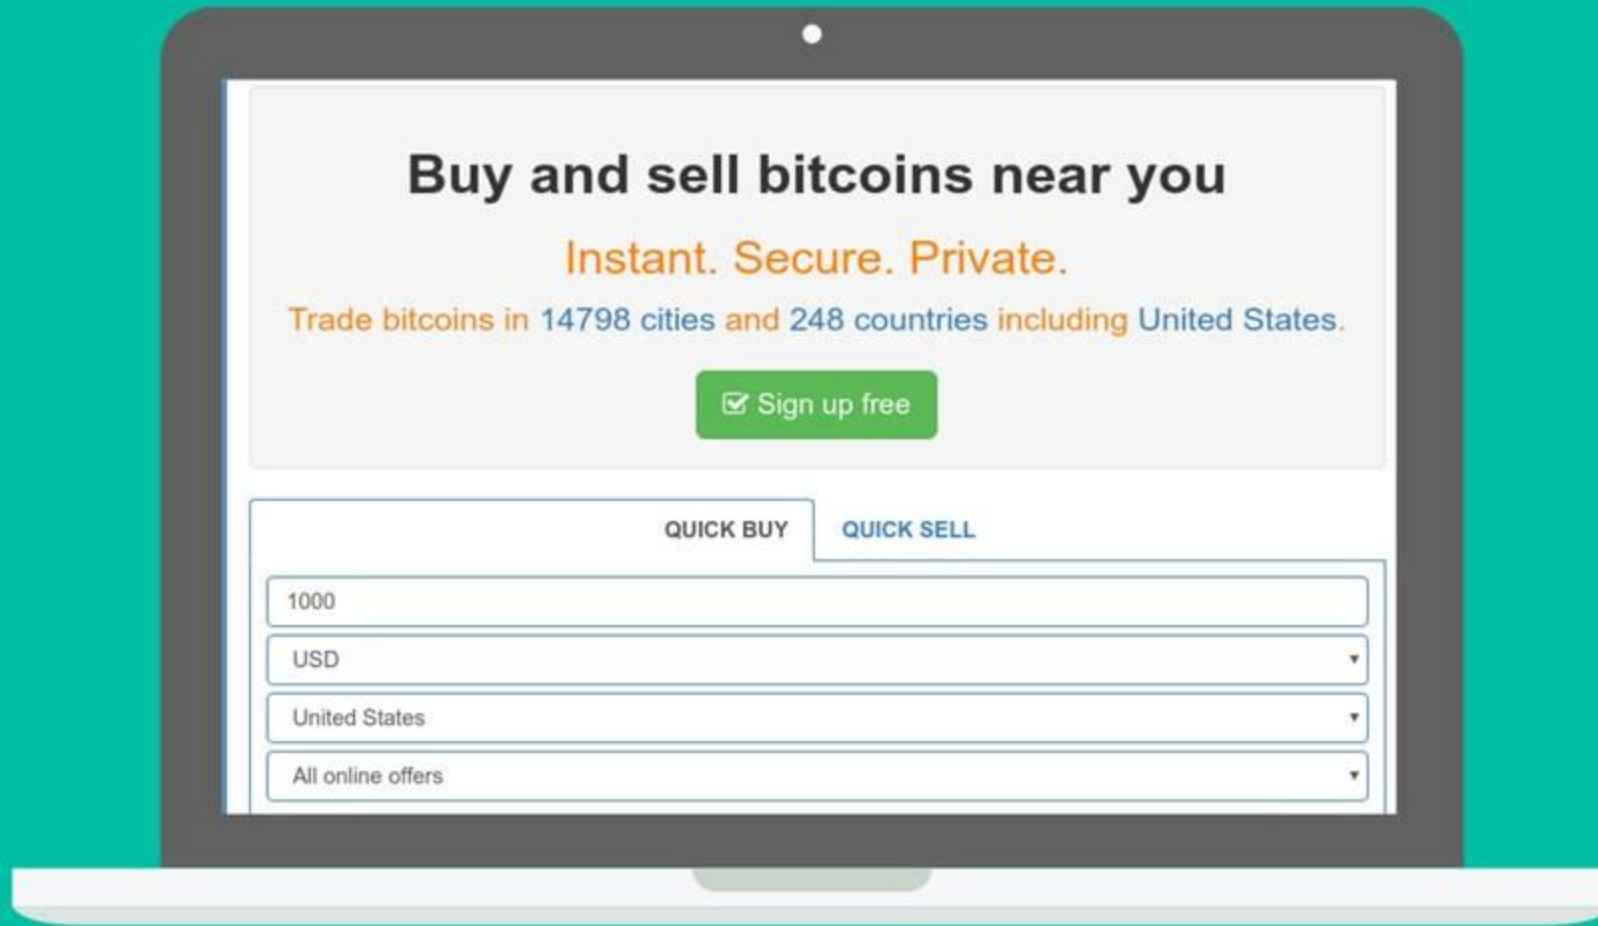 Buy and sell bitcoins near you
Instant. Secure. Private.
Trade bitcoins in 14798 cities and 248 countries including United States.
Sign up free
QUICK BUY QUICK SELL
1000
USD
United States
All online offers